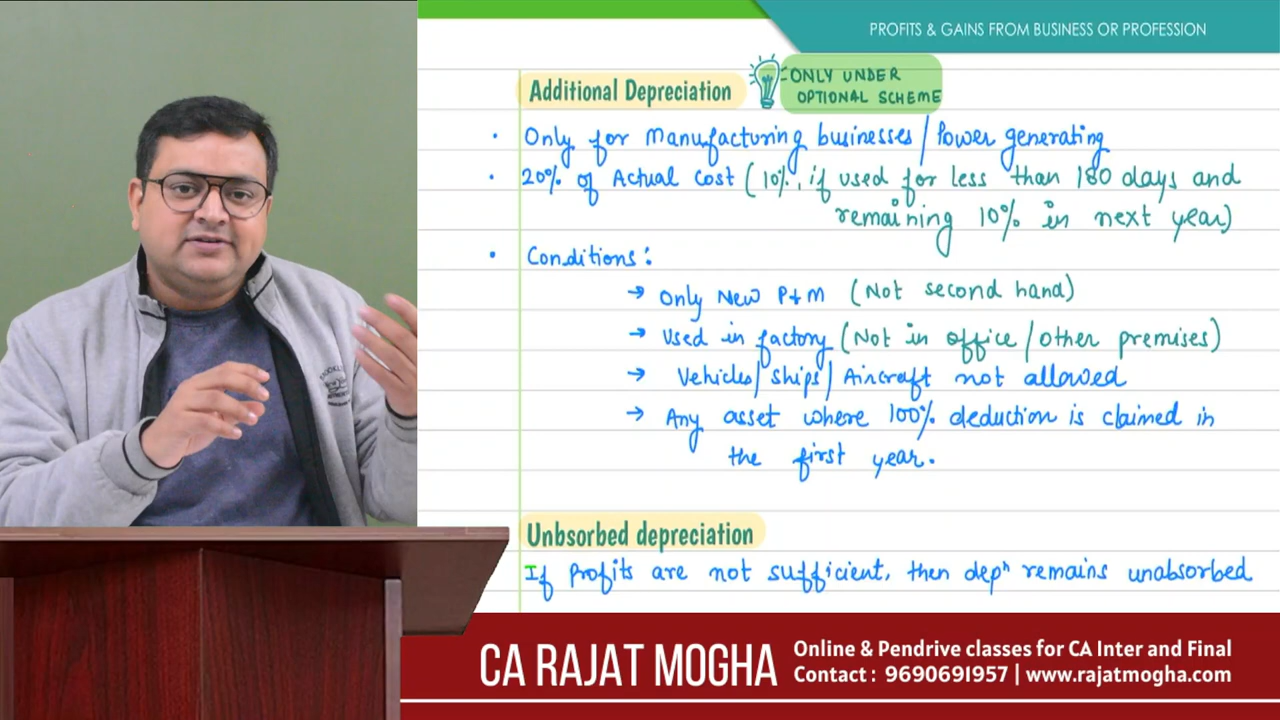 PROFITS & GAINS FROM BUSINESS OR PROFESSION
Additional Depreciation
ONLY UNDER
OPTIONAL SCHEME
• Only for Manufacturing businesses/Power generating
• 20% of Actual Cost (10%, if used for less than 180 days and
remaining 10% in next year)
• Conditions:
→ Only New P+M (Not second hand)
→ Used in factory (Not in office/other premises)
→ Vehicles/ships/Aircraft not allowed
→ Any asset where 100% deduction is claimed in
the first year.
Unbsorbed depreciation
If Profits are not sufficient, then depⁿ remains unabsorbed
CA RAJAT MOGHA
Online & Pendrive classes for CA Inter and Final
Contact : 9690691957 | www.rajatmogha.com